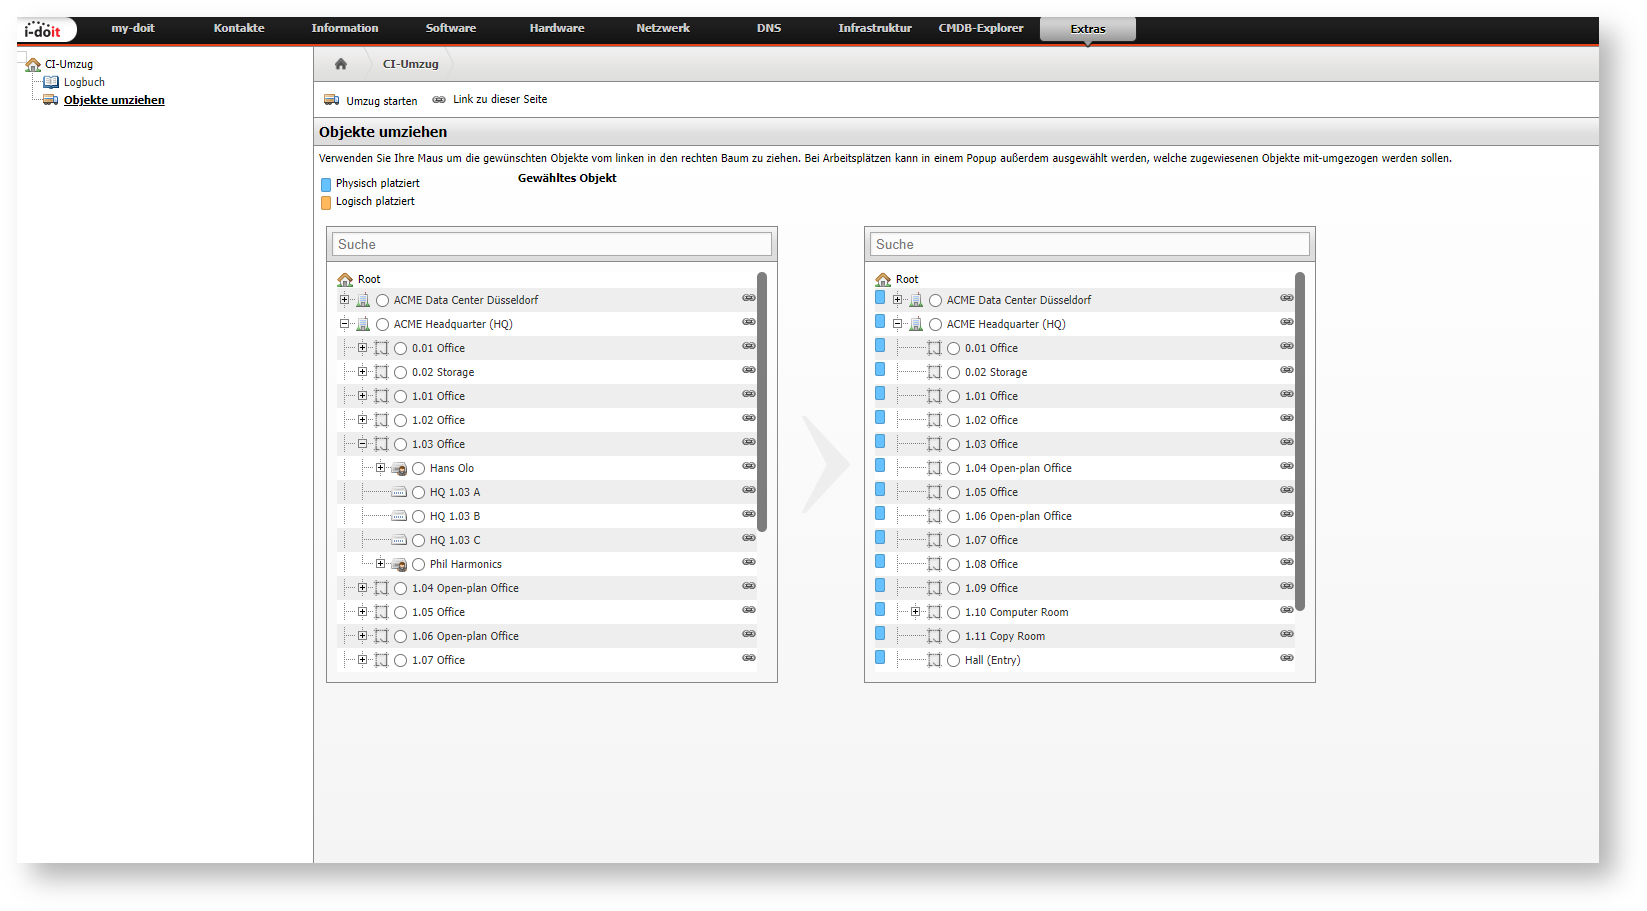 i-doit
my-doit Kontakte Information Software Hardware Netzwerk DNS Infrastruktur CMDB-Explorer Extras
CI-Umzug
Logbuch
Objekte umziehen
CI-Umzug
Umzug starten Link zu dieser Seite
Objekte umziehen
Verwenden Sie Ihre Maus um die gewünschten Objekte vom linken in den rechten Baum zu ziehen. Bei Arbeitsplätzen kann in einem Popup außerdem ausgewählt werden, welche zugewiesenen Objekte mit-umgezogen werden sollen.
Physisch platziert
Logisch platziert
Gewähltes Objekt
Suche
Root
ACME Data Center Düsseldorf
ACME Headquarter (HQ)
0.01 Office
0.02 Storage
1.01 Office
1.02 Office
1.03 Office
Hans Olo
HQ 1.03 A
HQ 1.03 B
HQ 1.03 C
Phil Harmonics
1.04 Open-plan Office
1.05 Office
1.06 Open-plan Office
1.07 Office
Suche
Root
ACME Data Center Düsseldorf
ACME Headquarter (HQ)
0.01 Office
0.02 Storage
1.01 Office
1.02 Office
1.03 Office
1.04 Open-plan Office
1.05 Office
1.06 Open-plan Office
1.07 Office
1.08 Office
1.09 Office
1.10 Computer Room
1.11 Copy Room
Hall (Entry)